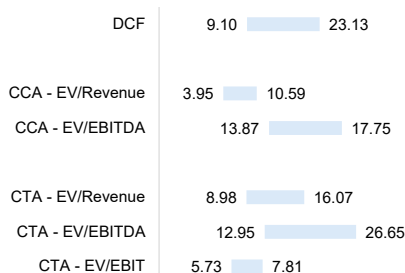 DCF 9.10 23.13
CCA - EV/Revenue 3.95 10.59
CCA - EV/EBITDA 13.87 17.75
CTA - EV/Revenue 8.98 16.07
CTA - EV/EBITDA 12.95 26.65
CTA - EV/EBIT 5.73 7.81